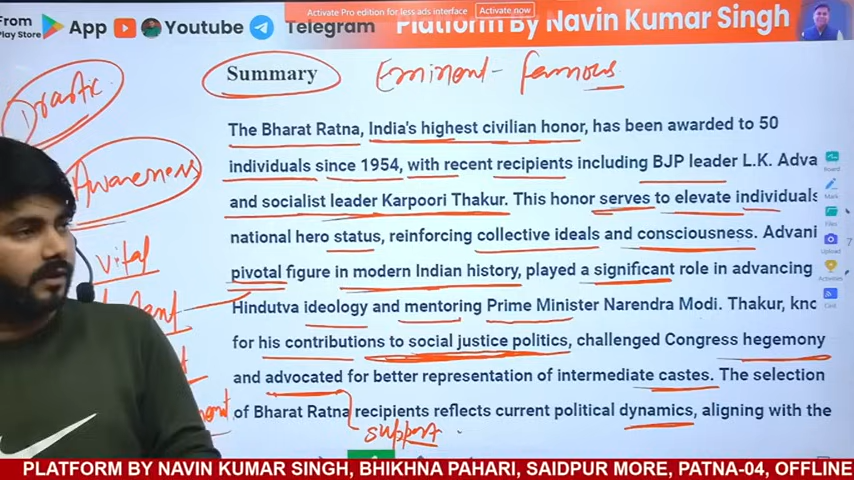 Activate Pro edition for less ads interface Activate now
From
Play Store App Youtube Telegram Platform By Navin Kumar Singh
Summary Eminent - famous
Drastic
Awareness
vital
The Bharat Ratna, India's highest civilian honor, has been awarded to 50
individuals since 1954, with recent recipients including BJP leader L.K. Adva
and socialist leader Karpoori Thakur. This honor serves to elevate individuals
national hero status, reinforcing collective ideals and consciousness. Advani
pivotal figure in modern Indian history, played a significant role in advancing
Hindutva ideology and mentoring Prime Minister Narendra Modi. Thakur, kno
for his contributions to social justice politics, challenged Congress hegemony
and advocated for better representation of intermediate castes. The selection
of Bharat Ratna recipients reflects current political dynamics, aligning with the
support
Board
Mark
Files
Upload
Activities
PLATFORM BY NAVIN KUMAR SINGH, BHIKHNA PAHARI, SAIDPUR MORE, PATNA-04, OFFLINE